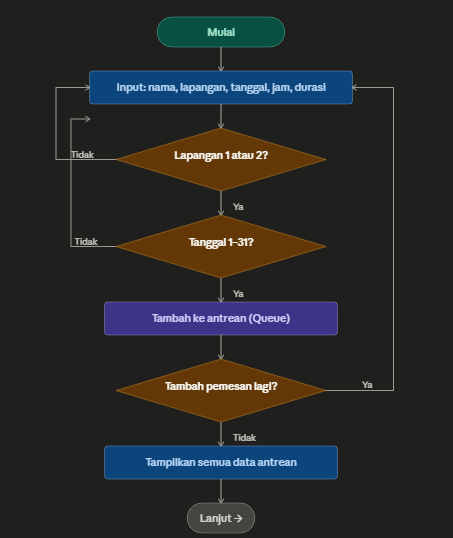 Mulai
Input: nama, lapangan, tanggal, jam, durasi
Lapangan 1 atau 2?
Tidak
Ya
Tanggal 1–31?
Tidak
Ya
Tambah ke antrean (Queue)
Tambah pemesan lagi?
Ya
Tidak
Tampilkan semua data antrean
Lanjut →